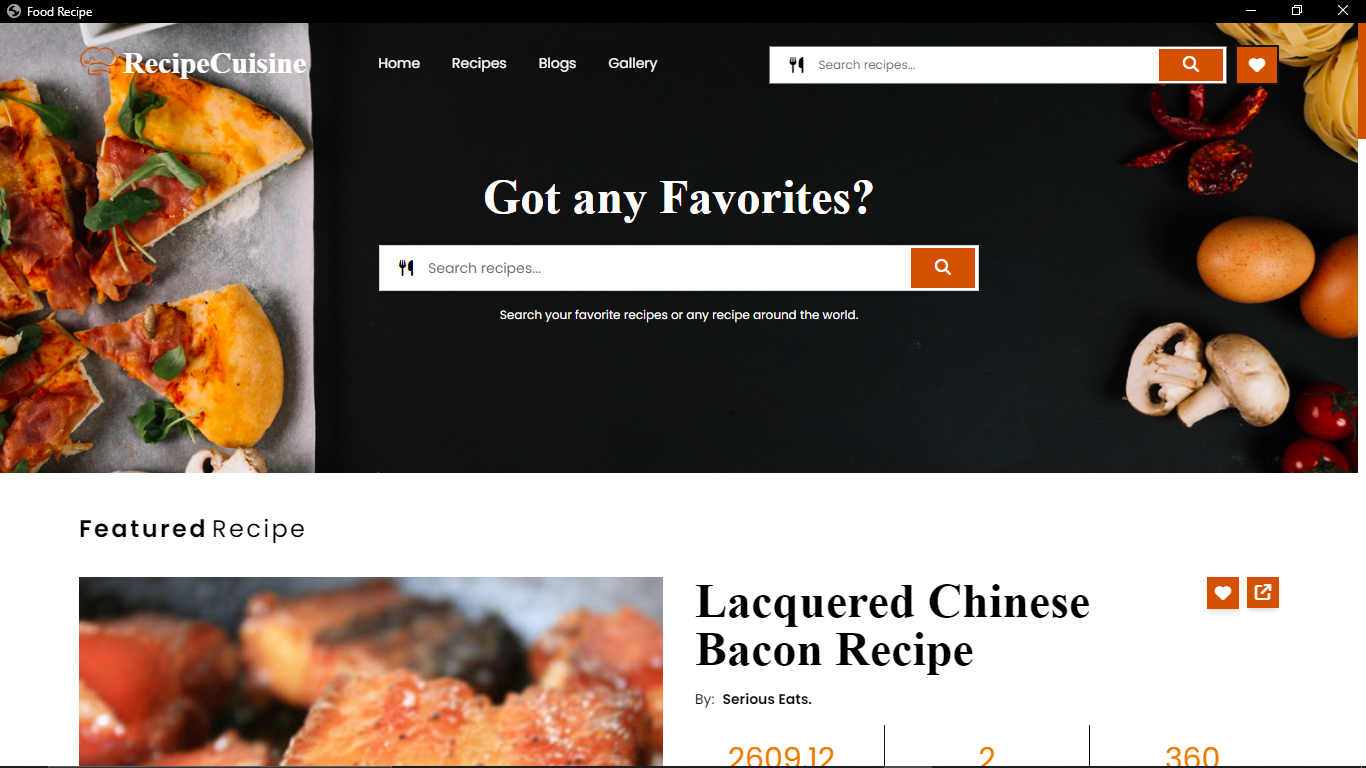 Food Recipe
RecipeCuisine
Home Recipes Blogs Gallery
Search recipes...
Got any Favorites?
Search recipes...
Search your favorite recipes or any recipe around the world.
Featured Recipe
Lacquered Chinese
Bacon Recipe
By: Serious Eats.
2609.12 2 360